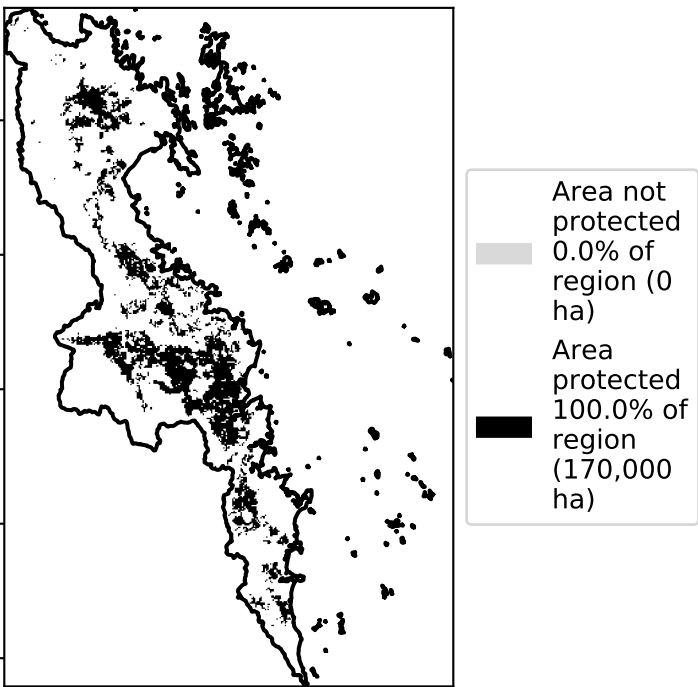 Area not
protected
0.0% of
region (0
ha)
Area
protected
100.0% of
region
(170,000
ha)